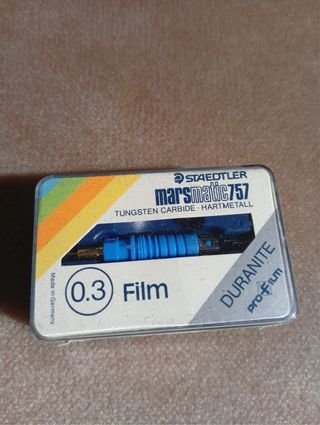 STAEDTLER
marsmatic757
TUNGSTEN CARBIDE · HARTMETALL
Made in Germany
0.3 Film
DURANITE
PRO-FILM